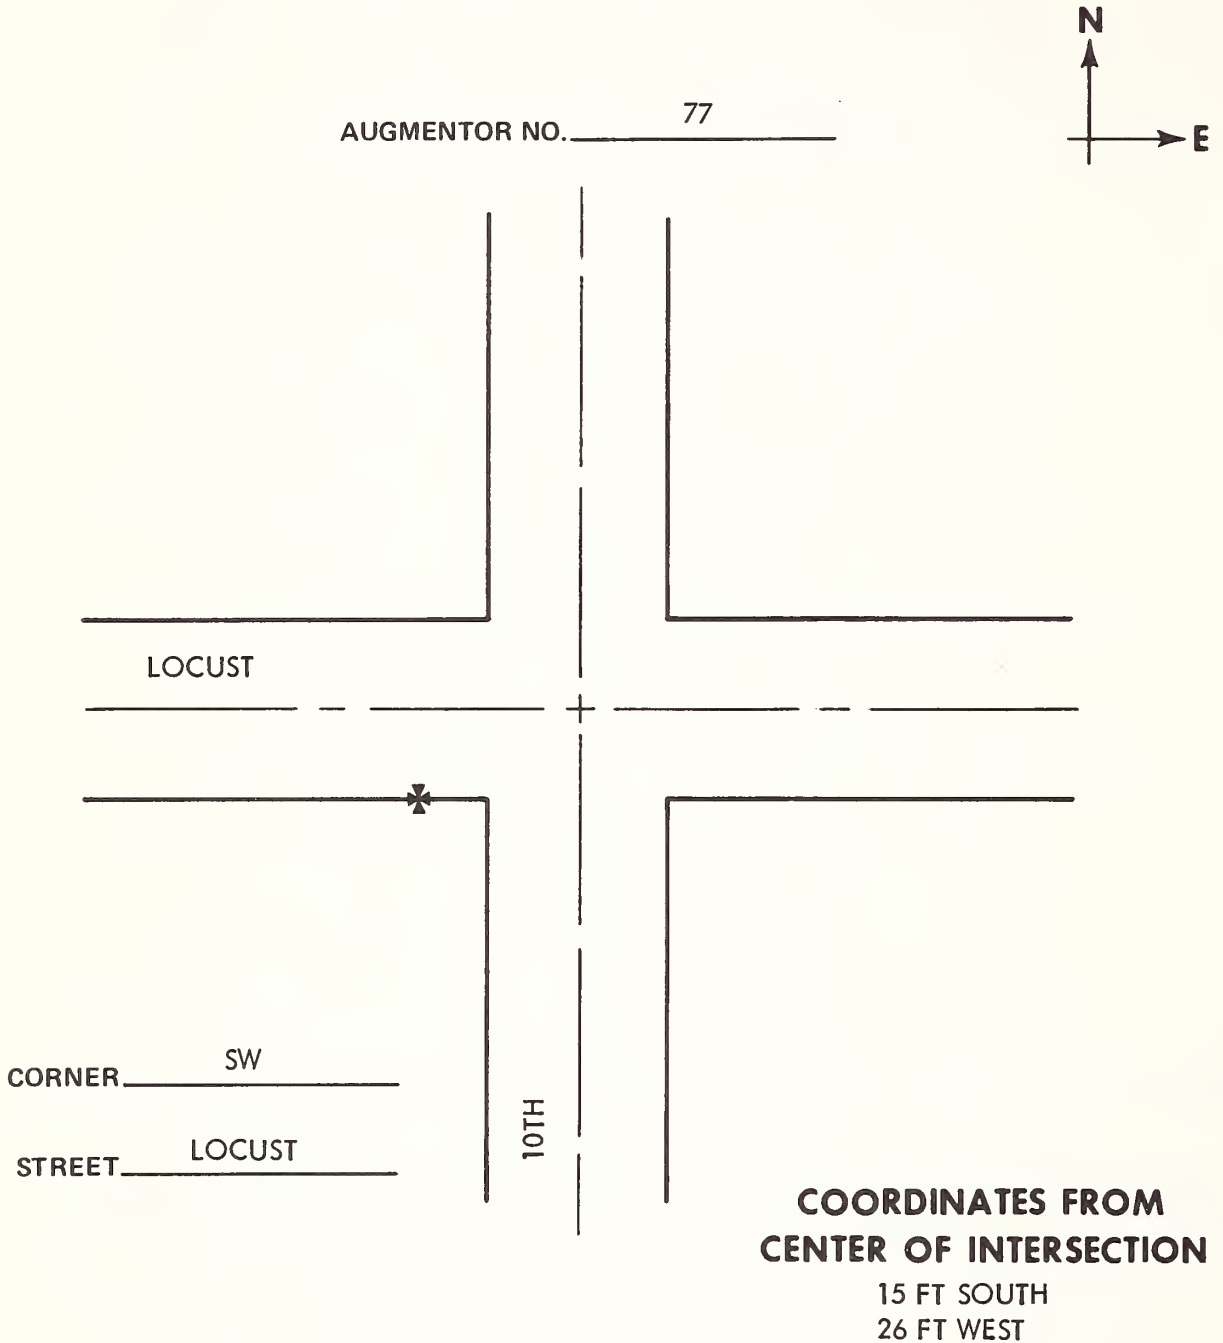 N
AUGMENTOR NO. 77
E
LOCUST
CORNER SW
STREET LOCUST
10TH
COORDINATES FROM
CENTER OF INTERSECTION
15 FT SOUTH
26 FT WEST